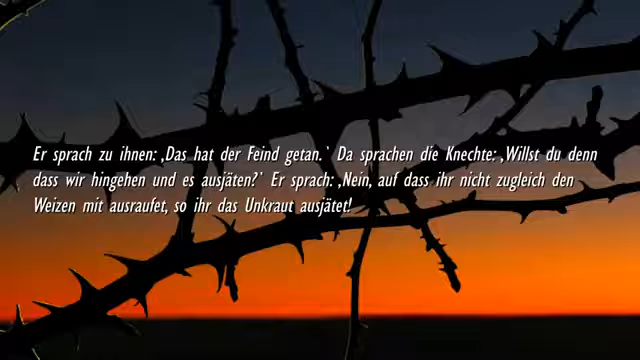 Er sprach zu ihnen: ‚Das hat der Feind getan.‛ Da sprachen die Knechte: ‚Willst du denn
dass wir hingehen und es ausjäten?‛ Er sprach: ‚Nein, auf dass ihr nicht zugleich den
Weizen mit ausraufet, so ihr das Unkraut ausjätet!